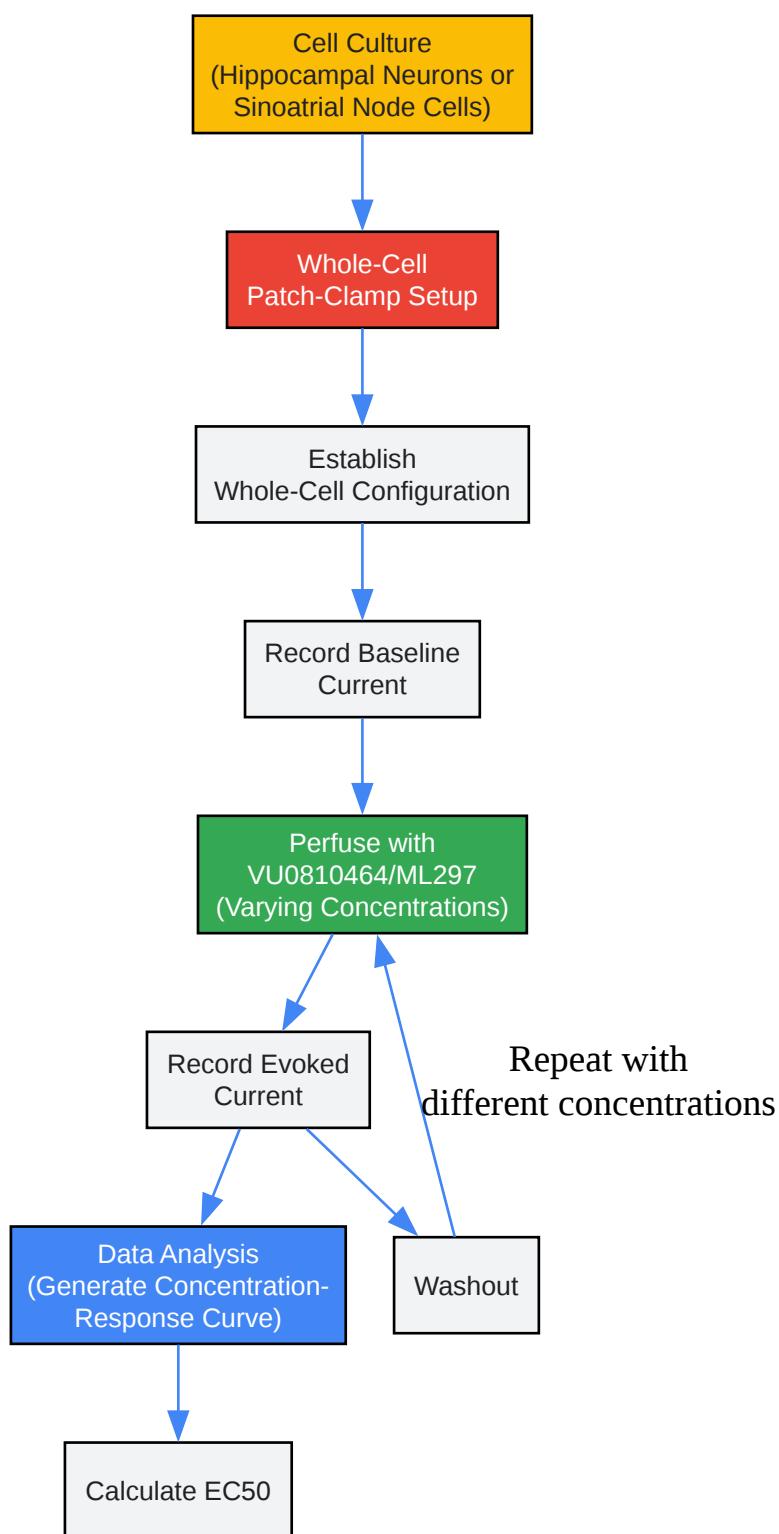 Cell Culture
(Hippocampal Neurons or
Sinoatrial Node Cells)
Whole-Cell
Patch-Clamp Setup
Establish
Whole-Cell Configuration
Record Baseline
Current
Perfuse with
VU0810464/ML297
(Varying Concentrations)
Record Evoked
Current
Repeat with
different concentrations
Data Analysis
(Generate Concentration-
Response Curve)
Washout
Calculate EC50